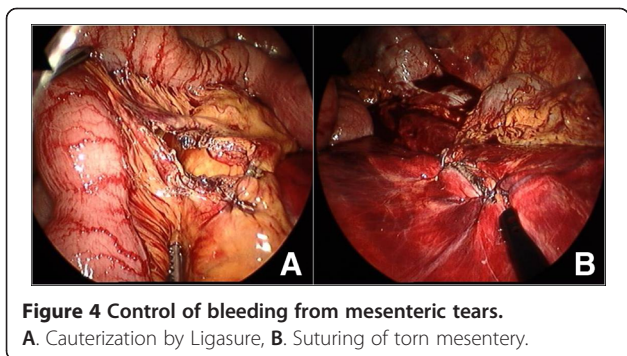 A
B
Figure 4 Control of bleeding from mesenteric tears.
A. Cauterization by Ligasure, B. Suturing of torn mesentery.